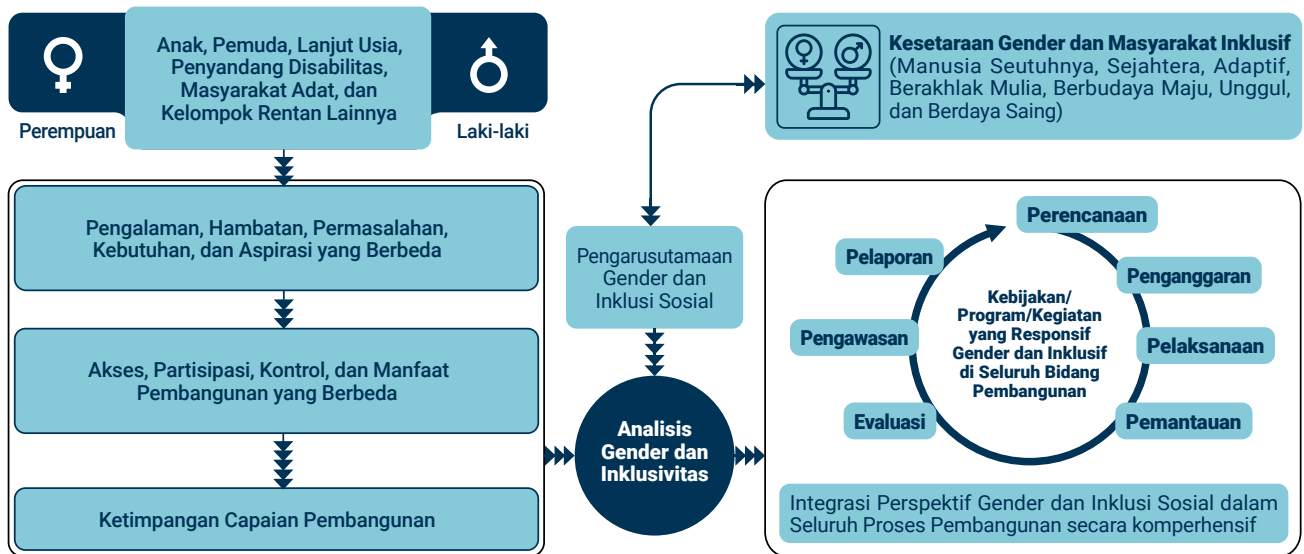 Perempuan
Anak, Pemuda, Lanjut Usia,
Penyandang Disabilitas,
Masyarakat Adat, dan
Kelompok Rentan Lainnya
Laki-laki
Pengalaman, Hambatan, Permasalahan,
Kebutuhan, dan Aspirasi yang Berbeda
Akses, Partisipasi, Kontrol, dan Manfaat
Pembangunan yang Berbeda
Ketimpangan Capaian Pembangunan
Pengarusutamaan
Gender dan
Inklusi Sosial
Analisis
Gender dan
Inklusivitas
Kesetaraan Gender dan Masyarakat Inklusif
(Manusia Seutuhnya, Sejahtera, Adaptif,
Berakhlak Mulia, Berbudaya Maju, Unggul,
dan Berdaya Saing)
Perencanaan
Penganggaran
Pelaksanaan
Pemantauan
Evaluasi
Pengawasan
Pelaporan
Kebijakan/
Program/Kegiatan
yang Responsif
Gender dan Inklusif
di Seluruh Bidang
Pembangunan
Integrasi Perspektif Gender dan Inklusi Sosial dalam
Seluruh Proses Pembangunan secara komperhensif